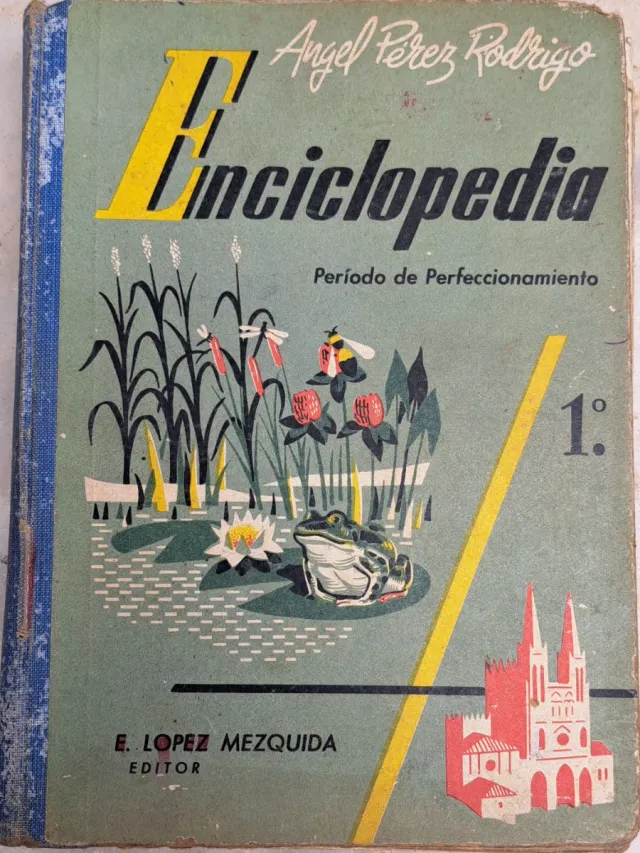 Angel Pérez Rodrigo
Enciclopedia
Período de Perfeccionamiento
1.º
E. LOPEZ MEZQUIDA
EDITOR